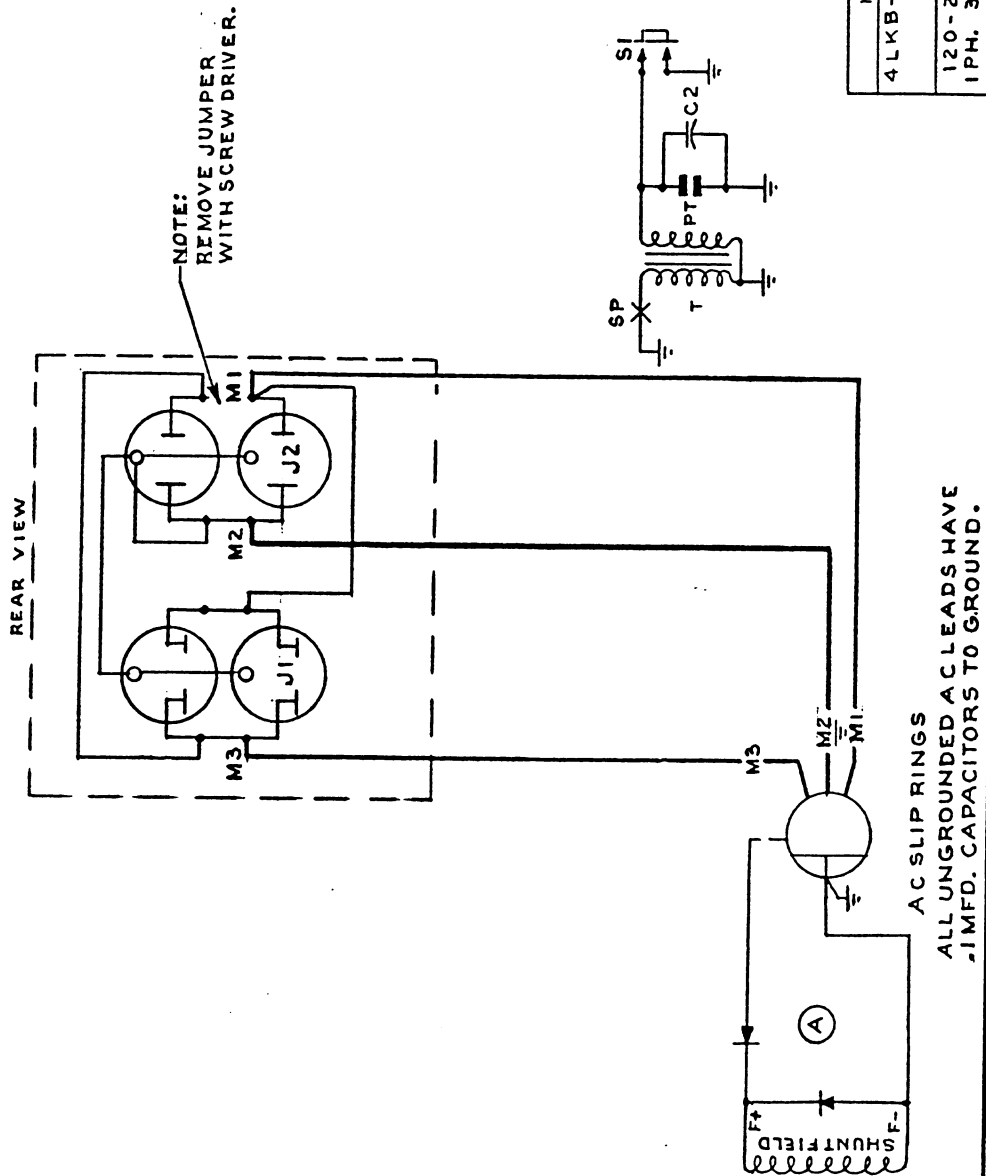 REAR VIEW
NOTE:
REMOVE JUMPER
WITH SCREW DRIVER.
M1
M2
J2
M3
J1
SP
T
PT
C2
S1
M3
M2
M1
AC SLIP RINGS
ALL UNGROUNDED AC LEADS HAVE
.1 MFD. CAPACITORS TO GROUND.
A
F+
SHUNT FIELD
F-
4LKB-
120-2
1PH. 3